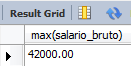 Result Grid
max(salario_bruto)
42000.00